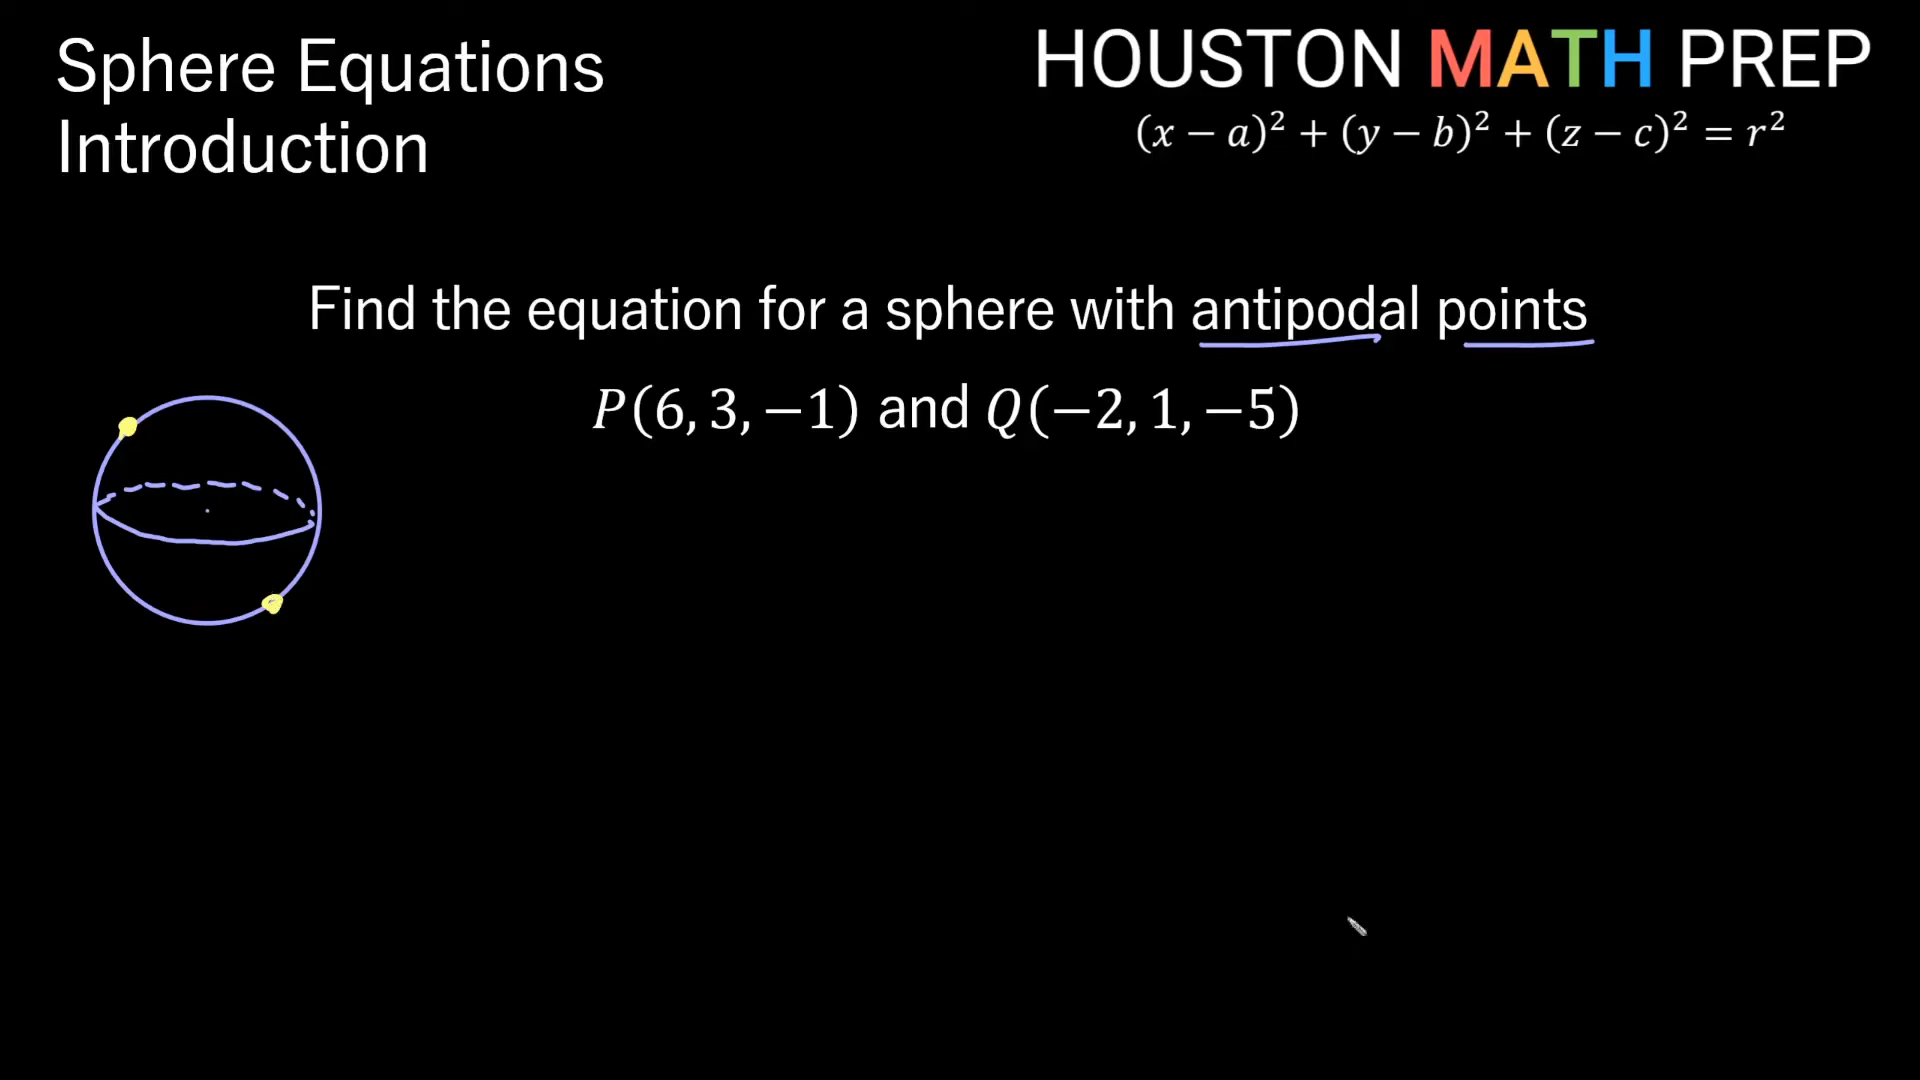 Sphere Equations
Introduction
HOUSTON MATH PREP
(x − a)² + (y − b)² + (z − c)² = r²
Find the equation for a sphere with antipodal points
P(6, 3, −1) and Q(−2, 1, −5)